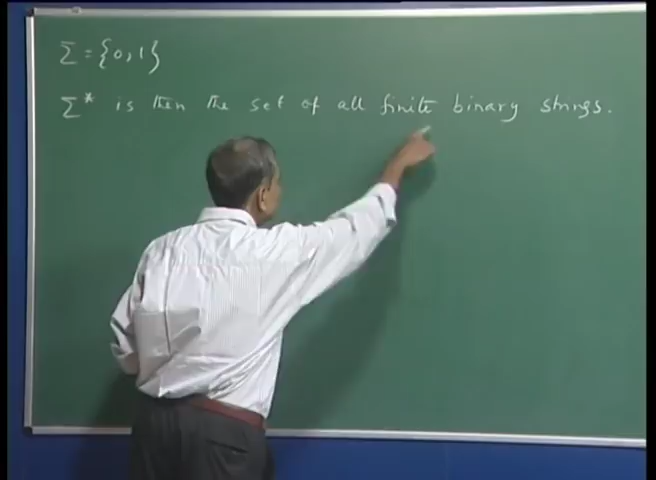 Σ = {0, 1}
Σ* is then the set of all finite binary strings.